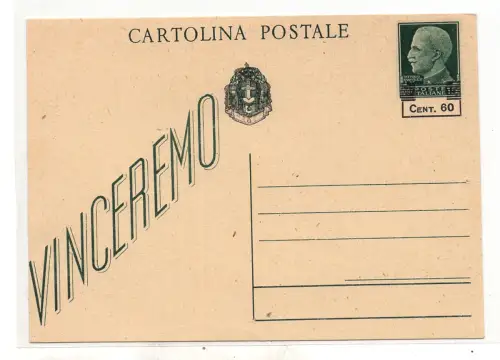 CARTOLINA POSTALE
CENT. 60
VINCEREMO